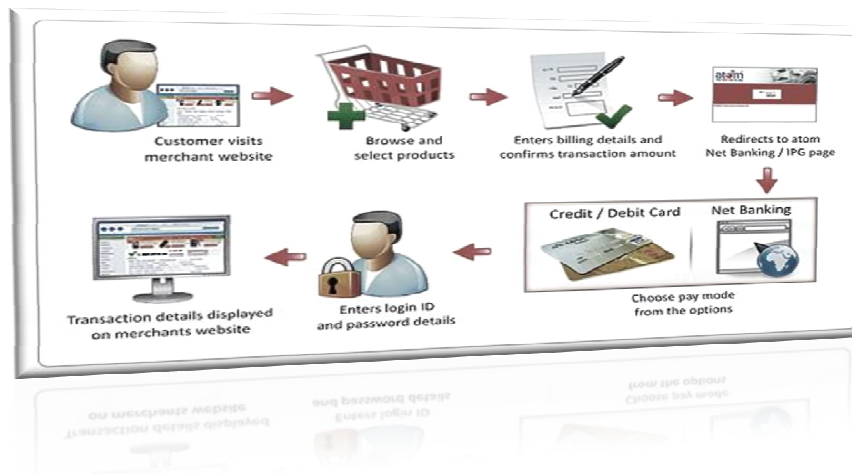 Customer visits
merchant website
Browse and
select products
Enters billing details and
confirms transaction amount
atom
Redirects to atom
Net Banking / IPG page
Credit / Debit Card
Net Banking
Choose pay mode
from the options
Enters login ID
and password details
Transaction details displayed
on merchants website